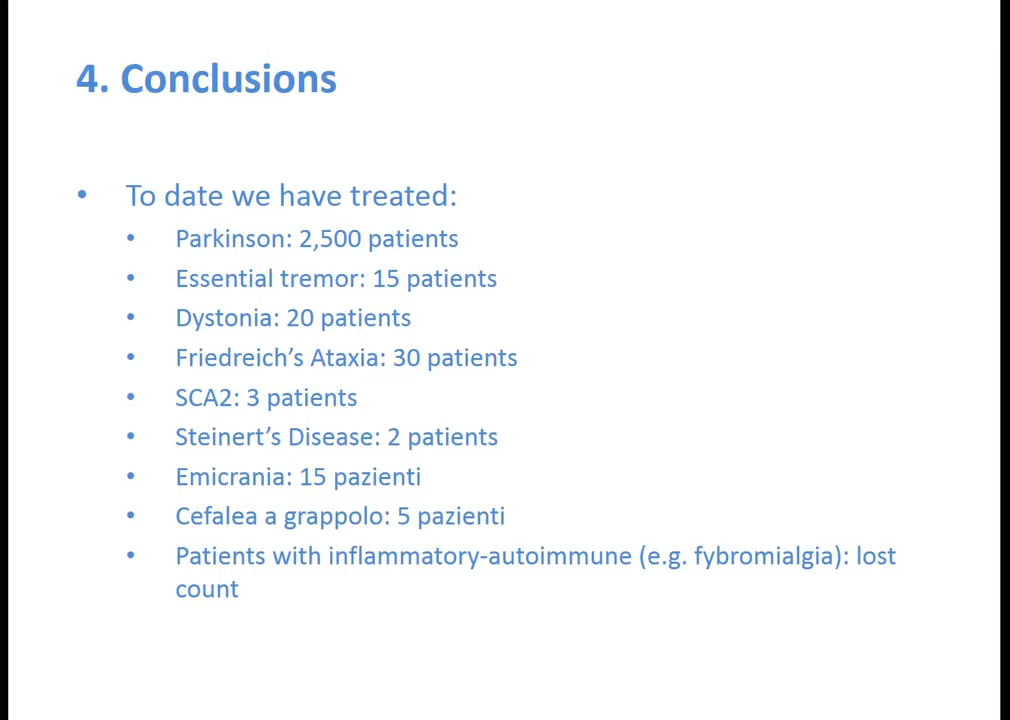 4. Conclusions
• To date we have treated:
• Parkinson: 2,500 patients
• Essential tremor: 15 patients
• Dystonia: 20 patients
• Friedreich’s Ataxia: 30 patients
• SCA2: 3 patients
• Steinert’s Disease: 2 patients
• Emicrania: 15 pazienti
• Cefalea a grappolo: 5 pazienti
• Patients with inflammatory-autoimmune (e.g. fybromialgia): lost
count